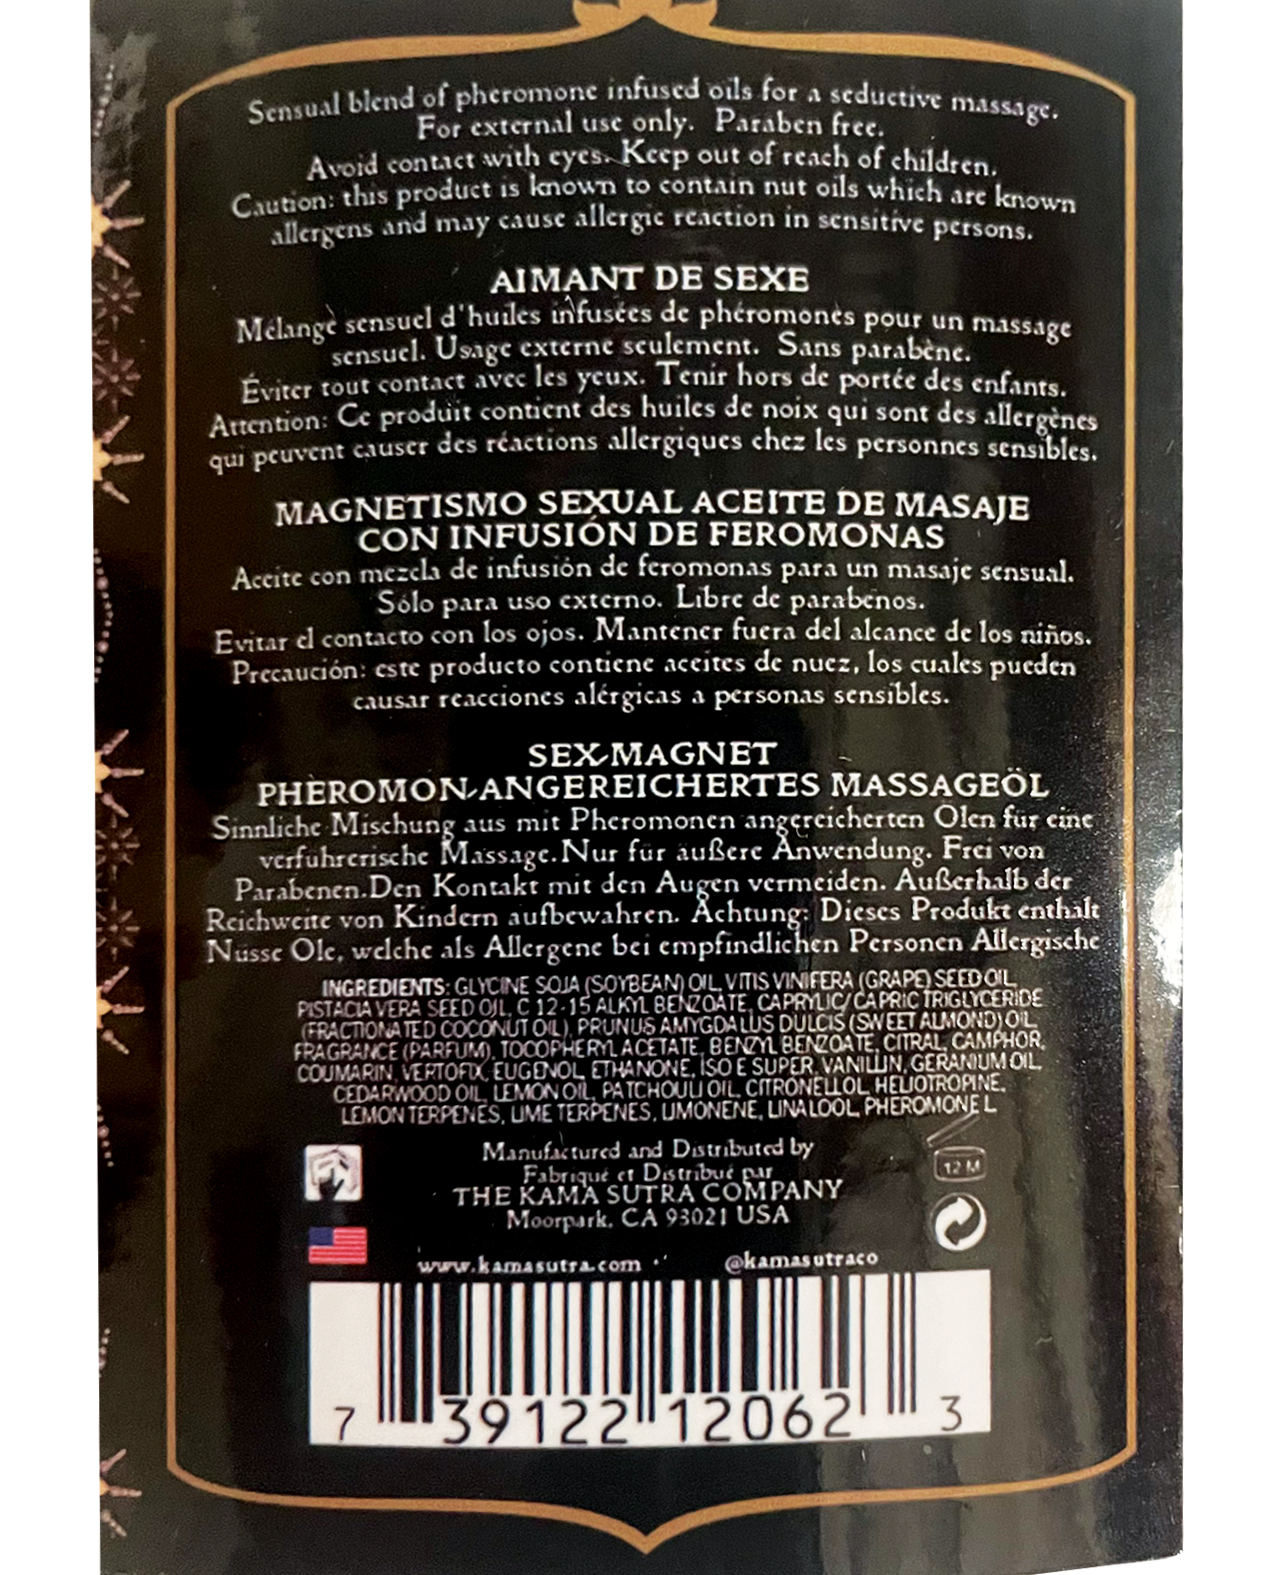 Sensual blend of pheromone infused oils for a seductive massage.
For external use only. Paraben free.
Avoid contact with eyes. Keep out of reach of children.
Caution: this product is known to contain nut oils which are known
allergens and may cause allergic reaction in sensitive persons.
AIMANT DE SEXE
Mélange sensuel d'huiles infusées de phéromones pour un massage
sensuel. Usage externe seulement. Sans parabène.
Éviter tout contact avec les yeux. Tenir hors de portée des enfants.
Attention: Ce produit contient des huiles de noix qui sont des allergènes
qui peuvent causer des réactions allergiques chez les personnes sensibles.
MAGNETISMO SEXUAL ACEITE DE MASAJE
CON INFUSIÓN DE FEROMONAS
Aceite con mezcla de infusión de feromonas para un masaje sensual.
Sólo para uso externo. Libre de parabenos.
Evitar el contacto con los ojos. Mantener fuera del alcance de los niños.
Precaución: este producto contiene aceites de nuez, los cuales pueden
causar reacciones alérgicas a personas sensibles.
SEX-MAGNET
PHEROMON-ANGEREICHERTES MASSAGEÖL
Sinnliche Mischung aus mit Pheromonen angereicherten Olen für eine
verfuhrerische Massage. Nur für äußere Anwendung. Frei von
Parabenen. Den Kontakt mit den Augen vermeiden. Außerhalb der
Reichweite von Kindern aufbewahren. Achtung: Dieses Produkt enthält
Nüsse Ole, welche als Allergene bei empfindlichen Personen Allergische
INGREDIENTS: GLYCINE SOJA (SOYBEAN) OIL, VITIS VINIFERA (GRAPE) SEED OIL,
PISTACIA VERA SEED OIL, C 12-15 ALKYL BENZOATE, CAPRYLIC/CAPRIC TRIGLYCERIDE
(FRACTIONATED COCONUT OIL), PRUNUS AMYGDALUS DULCIS (SWEET ALMOND) OIL,
FRAGRANCE (PARFUM), TOCOPHERYL ACETATE, BENZYL BENZOATE, CITRAL, CAMPHOR,
COUMARIN, VERTOFIX, EUGENOL, ETHANONE, ISO E SUPER, VANILLIN, GERANIUM OIL,
CEDARWOOD OIL, LEMON OIL, PATCHOULI OIL, CITRONELLOL, HELIOTROPINE,
LEMON TERPENES, LIME TERPENES, LIMONENE, LINALOOL, PHEROMONE L
Manufactured and Distributed by
Fabriqué et Distribué par
THE KAMA SUTRA COMPANY
Moorpark, CA 93021 USA
12 M
www.kamasutra.com · @kamasutraco
7 39122 12062 3